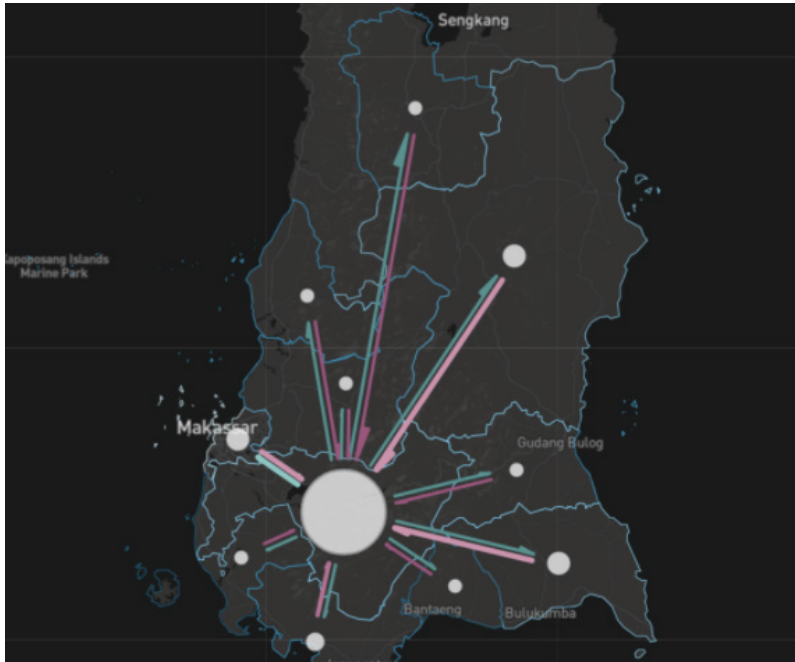 Sengkang
Kapoposang Islands
Marine Park
Makassar
Gudang Bulog
Bantaeng
Bulukumba